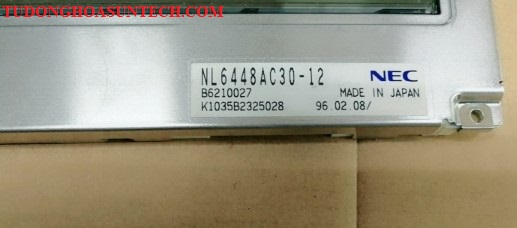 TUDONGHOASUNTECH.COM
NL6448AC30-12 NEC
B6210027 MADE IN JAPAN
K1035B2325028 96.02.08/